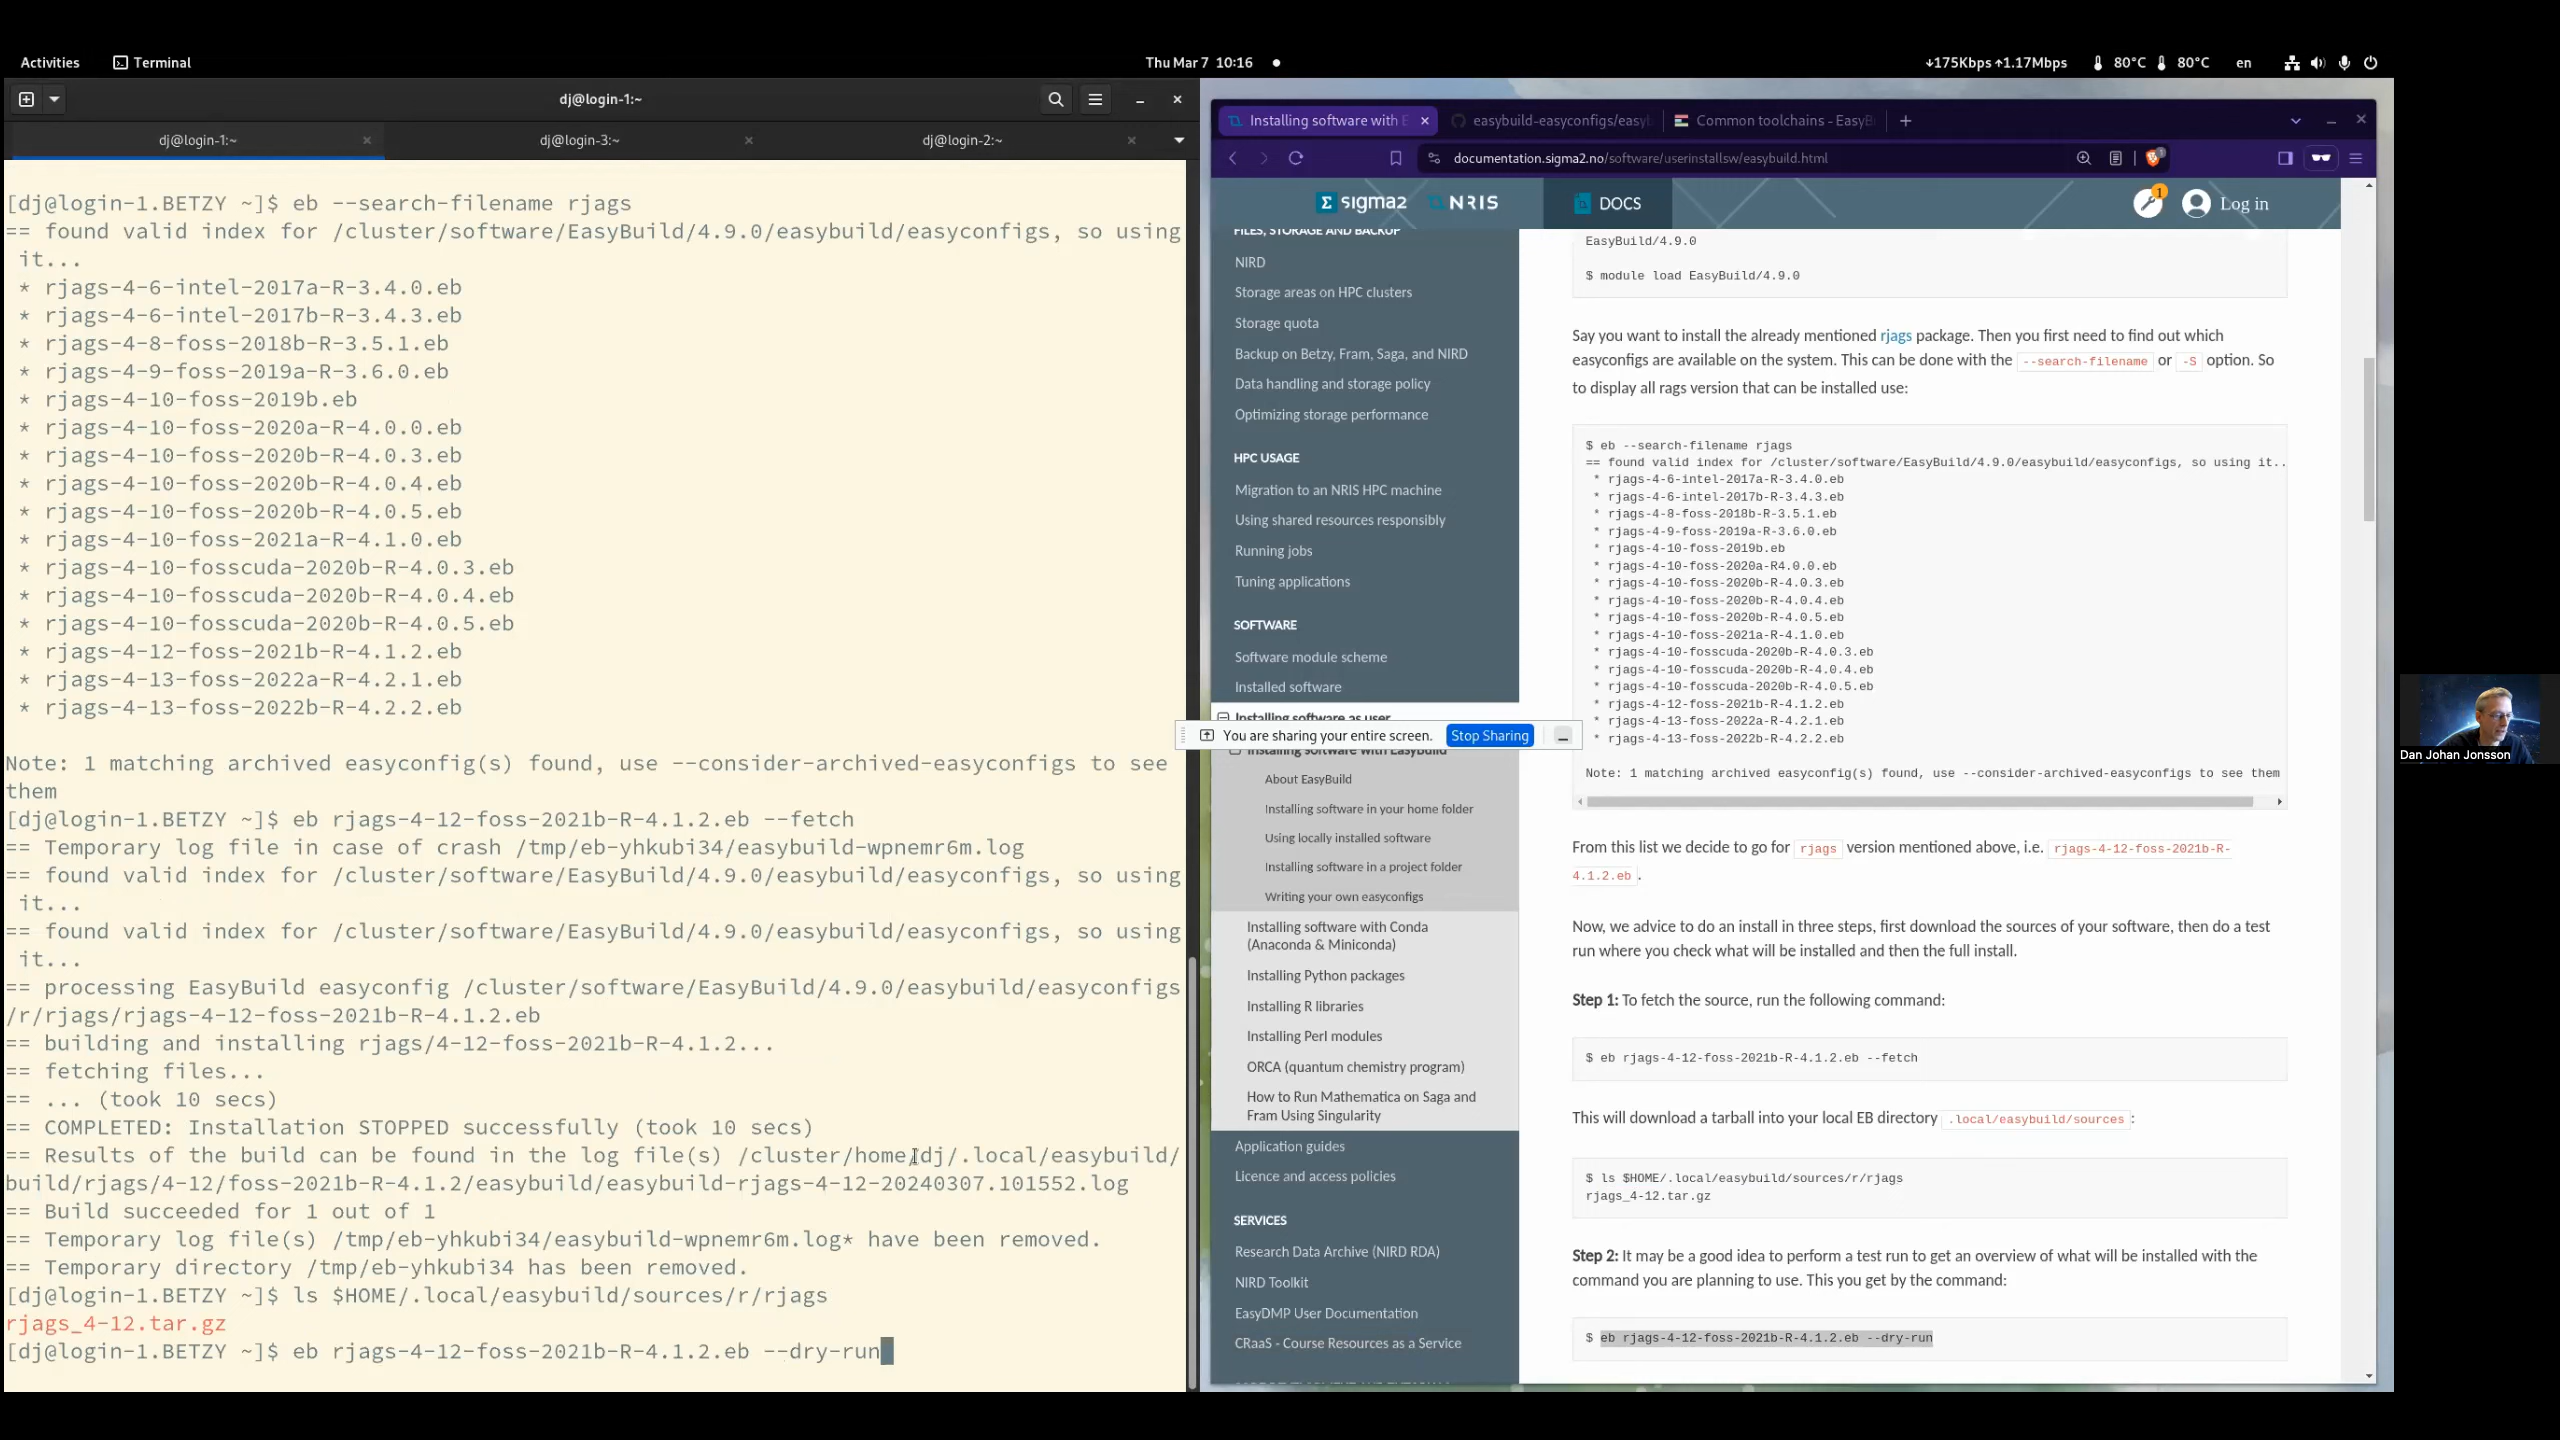 Activities Terminal Thu Mar 7 10:16 ↓175Kbps ↑1.17Mbps 80°C 80°C en
dj@login-1:~
dj@login-1:~ dj@login-3:~ dj@login-2:~
[dj@login-1.BETZY ~]$ eb --search-filename rjags
== found valid index for /cluster/software/EasyBuild/4.9.0/easybuild/easyconfigs, so using
it...
* rjags-4-6-intel-2017a-R-3.4.0.eb
* rjags-4-6-intel-2017b-R-3.4.3.eb
* rjags-4-8-foss-2018b-R-3.5.1.eb
* rjags-4-9-foss-2019a-R-3.6.0.eb
* rjags-4-10-foss-2019b.eb
* rjags-4-10-foss-2020a-R-4.0.0.eb
* rjags-4-10-foss-2020b-R-4.0.3.eb
* rjags-4-10-foss-2020b-R-4.0.4.eb
* rjags-4-10-foss-2020b-R-4.0.5.eb
* rjags-4-10-foss-2021a-R-4.1.0.eb
* rjags-4-10-fosscuda-2020b-R-4.0.3.eb
* rjags-4-10-fosscuda-2020b-R-4.0.4.eb
* rjags-4-10-fosscuda-2020b-R-4.0.5.eb
* rjags-4-12-foss-2021b-R-4.1.2.eb
* rjags-4-13-foss-2022a-R-4.2.1.eb
* rjags-4-13-foss-2022b-R-4.2.2.eb
Note: 1 matching archived easyconfig(s) found, use --consider-archived-easyconfigs to see
them
[dj@login-1.BETZY ~]$ eb rjags-4-12-foss-2021b-R-4.1.2.eb --fetch
== Temporary log file in case of crash /tmp/eb-yhkubi34/easybuild-wpnemr6m.log
== found valid index for /cluster/software/EasyBuild/4.9.0/easybuild/easyconfigs, so using
it...
== found valid index for /cluster/software/EasyBuild/4.9.0/easybuild/easyconfigs, so using
it...
== processing EasyBuild easyconfig /cluster/software/EasyBuild/4.9.0/easybuild/easyconfigs
/r/rjags/rjags-4-12-foss-2021b-R-4.1.2.eb
== building and installing rjags/4-12-foss-2021b-R-4.1.2...
== fetching files...
== ... (took 10 secs)
== COMPLETED: Installation STOPPED successfully (took 10 secs)
== Results of the build can be found in the log file(s) /cluster/home/dj/.local/easybuild/
build/rjags/4-12/foss-2021b-R-4.1.2/easybuild/easybuild-rjags-4-12-20240307.101552.log
== Build succeeded for 1 out of 1
== Temporary log file(s) /tmp/eb-yhkubi34/easybuild-wpnemr6m.log* have been removed.
== Temporary directory /tmp/eb-yhkubi34 has been removed.
[dj@login-1.BETZY ~]$ ls $HOME/.local/easybuild/sources/r/rjags
rjags_4-12.tar.gz
[dj@login-1.BETZY ~]$ eb rjags-4-12-foss-2021b-R-4.1.2.eb --dry-run
Installing software with E easybuild-easyconfigs/easyb Common toolchains - EasyB
documentation.sigma2.no/software/userinstallsw/easybuild.html
sigma2 NRIS DOCS 1 Log in
FILES, STORAGE AND BACKUP
NIRD
Storage areas on HPC clusters
Storage quota
Backup on Betzy, Fram, Saga, and NIRD
Data handling and storage policy
Optimizing storage performance
HPC USAGE
Migration to an NRIS HPC machine
Using shared resources responsibly
Running jobs
Tuning applications
SOFTWARE
Software module scheme
Installed software
Installing software as user
You are sharing your entire screen. Stop Sharing
Installing software with Easybuild
About EasyBuild
Installing software in your home folder
Using locally installed software
Installing software in a project folder
Writing your own easyconfigs
Installing software with Conda
(Anaconda & Miniconda)
Installing Python packages
Installing R libraries
Installing Perl modules
ORCA (quantum chemistry program)
How to Run Mathematica on Saga and
Fram Using Singularity
Application guides
Licence and access policies
SERVICES
Research Data Archive (NIRD RDA)
NIRD Toolkit
EasyDMP User Documentation
CRaaS - Course Resources as a Service
EasyBuild/4.9.0
$ module load EasyBuild/4.9.0
Say you want to install the already mentioned rjags package. Then you first need to find out which
easyconfigs are available on the system. This can be done with the --search-filename or -S option. So
to display all rags version that can be installed use:
$ eb --search-filename rjags
== found valid index for /cluster/software/EasyBuild/4.9.0/easybuild/easyconfigs, so using it..
* rjags-4-6-intel-2017a-R-3.4.0.eb
* rjags-4-6-intel-2017b-R-3.4.3.eb
* rjags-4-8-foss-2018b-R-3.5.1.eb
* rjags-4-9-foss-2019a-R-3.6.0.eb
* rjags-4-10-foss-2019b.eb
* rjags-4-10-foss-2020a-R4.0.0.eb
* rjags-4-10-foss-2020b-R-4.0.3.eb
* rjags-4-10-foss-2020b-R-4.0.4.eb
* rjags-4-10-foss-2020b-R-4.0.5.eb
* rjags-4-10-foss-2021a-R-4.1.0.eb
* rjags-4-10-fosscuda-2020b-R-4.0.3.eb
* rjags-4-10-fosscuda-2020b-R-4.0.4.eb
* rjags-4-10-fosscuda-2020b-R-4.0.5.eb
* rjags-4-12-foss-2021b-R-4.1.2.eb
* rjags-4-13-foss-2022a-R-4.2.1.eb
* rjags-4-13-foss-2022b-R-4.2.2.eb
Note: 1 matching archived easyconfig(s) found, use --consider-archived-easyconfigs to see them
From this list we decide to go for rjags version mentioned above, i.e. rjags-4-12-foss-2021b-R-
4.1.2.eb .
Now, we advice to do an install in three steps, first download the sources of your software, then do a test
run where you check what will be installed and then the full install.
Step 1: To fetch the source, run the following command:
$ eb rjags-4-12-foss-2021b-R-4.1.2.eb --fetch
This will download a tarball into your local EB directory .local/easybuild/sources :
$ ls $HOME/.local/easybuild/sources/r/rjags
rjags_4-12.tar.gz
Step 2: It may be a good idea to perform a test run to get an overview of what will be installed with the
command you are planning to use. This you get by the command:
$ eb rjags-4-12-foss-2021b-R-4.1.2.eb --dry-run
Dan Johan Jonsson